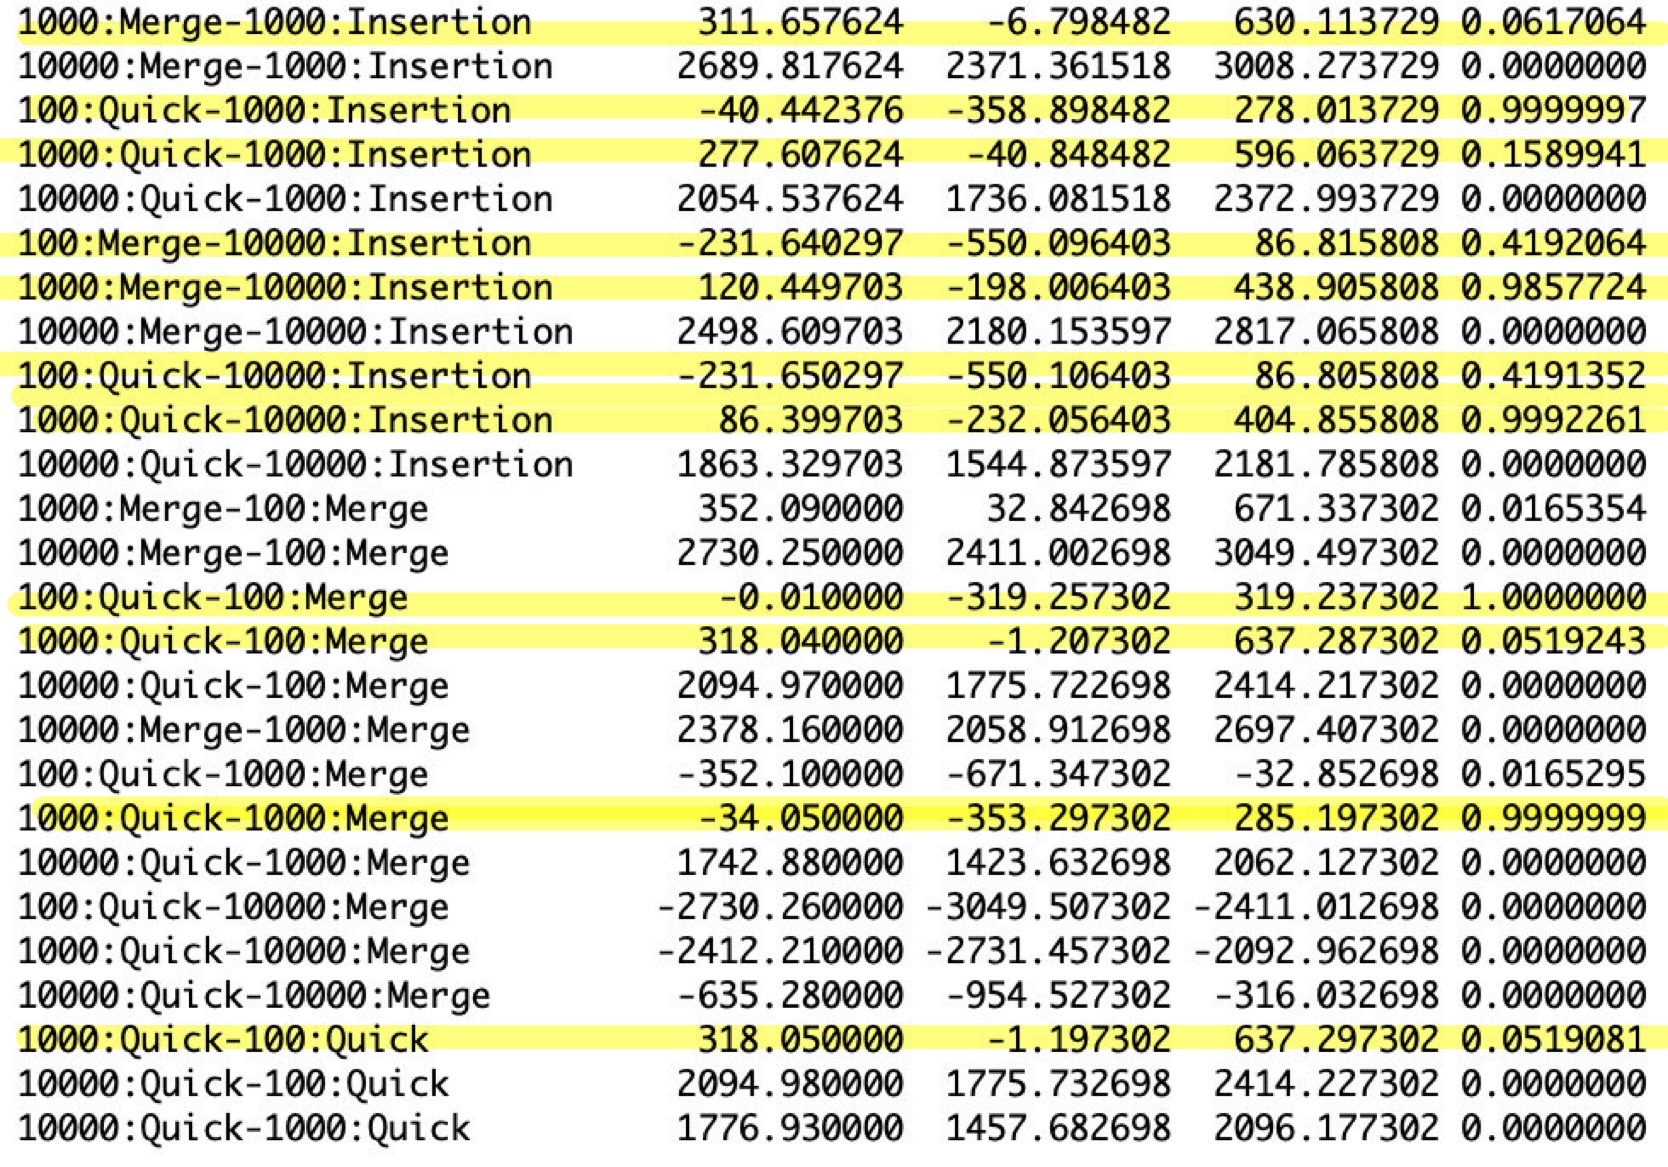 1000:Merge-1000:Insertion 311.657624 -6.798482 630.113729 0.0617064
10000:Merge-1000:Insertion 2689.817624 2371.361518 3008.273729 0.0000000
100:Quick-1000:Insertion -40.442376 -358.898482 278.013729 0.9999997
1000:Quick-1000:Insertion 277.607624 -40.848482 596.063729 0.1589941
10000:Quick-1000:Insertion 2054.537624 1736.081518 2372.993729 0.0000000
100:Merge-10000:Insertion -231.640297 -550.096403 86.815808 0.4192064
1000:Merge-10000:Insertion 120.449703 -198.006403 438.905808 0.9857724
10000:Merge-10000:Insertion 2498.609703 2180.153597 2817.065808 0.0000000
100:Quick-10000:Insertion -231.650297 -550.106403 86.805808 0.4191352
1000:Quick-10000:Insertion 86.399703 -232.056403 404.855808 0.9992261
10000:Quick-10000:Insertion 1863.329703 1544.873597 2181.785808 0.0000000
1000:Merge-100:Merge 352.090000 32.842698 671.337302 0.0165354
10000:Merge-100:Merge 2730.250000 2411.002698 3049.497302 0.0000000
100:Quick-100:Merge -0.010000 -319.257302 319.237302 1.0000000
1000:Quick-100:Merge 318.040000 -1.207302 637.287302 0.0519243
10000:Quick-100:Merge 2094.970000 1775.722698 2414.217302 0.0000000
10000:Merge-1000:Merge 2378.160000 2058.912698 2697.407302 0.0000000
100:Quick-1000:Merge -352.100000 -671.347302 -32.852698 0.0165295
1000:Quick-1000:Merge -34.050000 -353.297302 285.197302 0.9999999
10000:Quick-1000:Merge 1742.880000 1423.632698 2062.127302 0.0000000
100:Quick-10000:Merge -2730.260000 -3049.507302 -2411.012698 0.0000000
1000:Quick-10000:Merge -2412.210000 -2731.457302 -2092.962698 0.0000000
10000:Quick-10000:Merge -635.280000 -954.527302 -316.032698 0.0000000
1000:Quick-100:Quick 318.050000 -1.197302 637.297302 0.0519081
10000:Quick-100:Quick 2094.980000 1775.732698 2414.227302 0.0000000
10000:Quick-1000:Quick 1776.930000 1457.682698 2096.177302 0.0000000